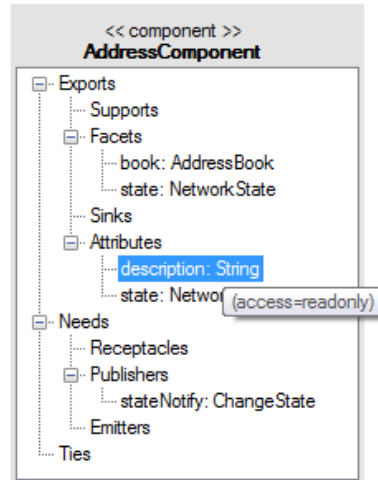 << component >>
AddressComponent
Exports
Supports
Facets
book: AddressBook
state: NetworkState
Sinks
Attributes
description: String
state: Networ
(access=readonly)
Needs
Receptacles
Publishers
stateNotify: ChangeState
Emitters
Ties